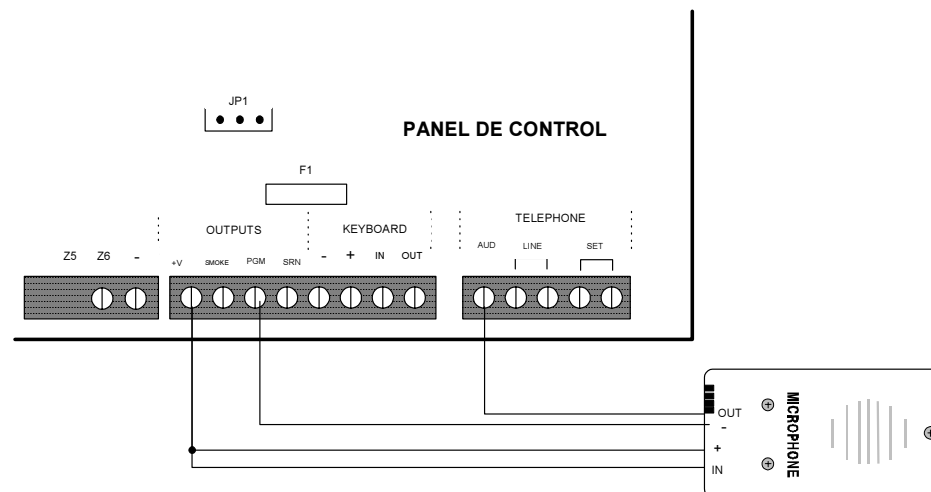 JP1
PANEL DE CONTROL
F1
OUTPUTS
KEYBOARD
TELEPHONE
Z5 Z6 -
+V SMOKE PGM SRN
- + IN OUT
AUD LINE SET
OUT
-
+
IN
MICROPHONE